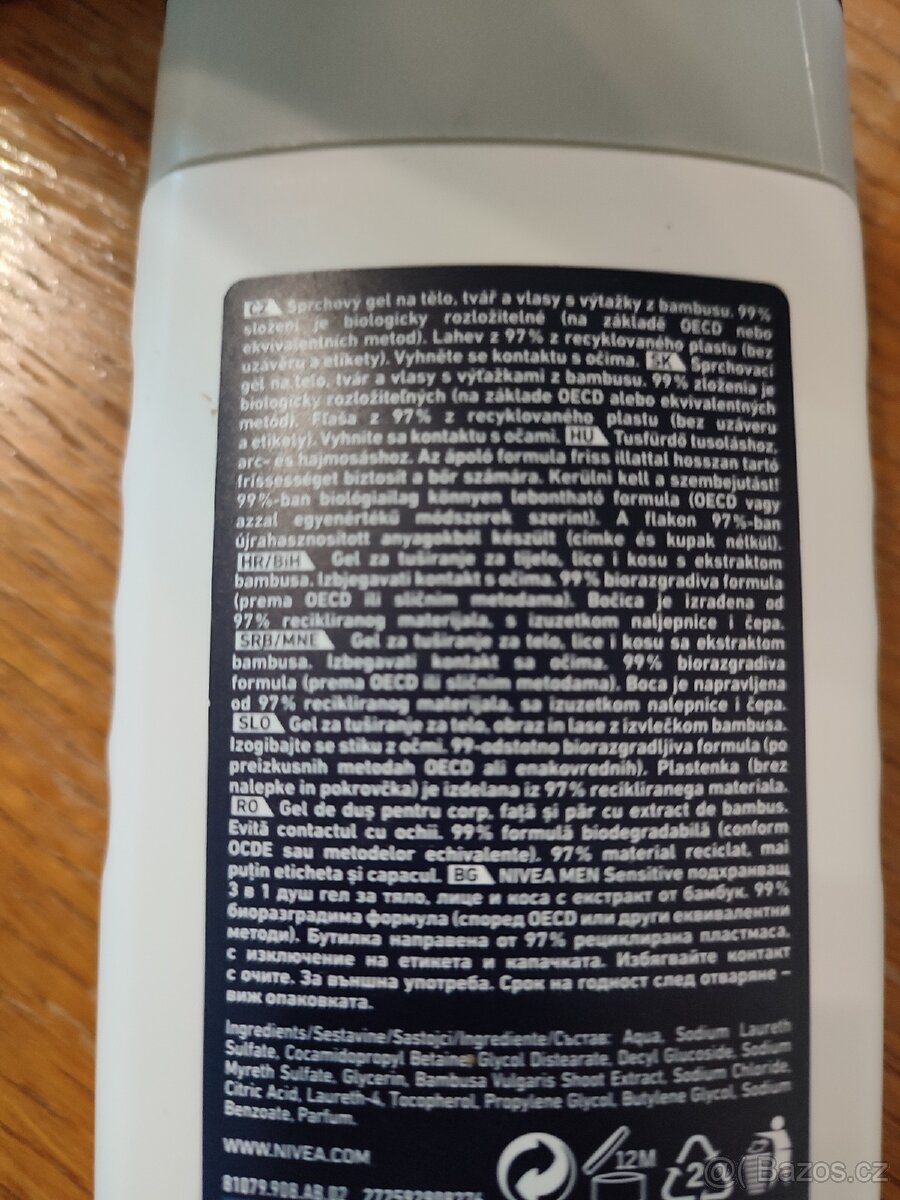 CZ Sprchový gel na tělo, tvář a vlasy s výtažky z bambusu. 99%
složení je biologicky rozložitelné (na základě OECD nebo
ekvivalentních metod). Lahev z 97% z recyklovaného plastu (bez
uzávěru a etikety). Vyhněte se kontaktu s očima. SK Sprchovací
gél na telo, tvár a vlasy s výťažkami z bambusu. 99% zloženia je
biologicky rozložiteľných (na základe OECD alebo ekvivalentných
metód). Fľaša z 97% z recyklovaného plastu (bez uzáveru
a etikety). Vyhnite sa kontaktu s očami. HU Tusfürdő tusoláshoz,
arc- és hajmosáshoz. Az ápoló formula friss illattal hosszan tartó
frissességet biztosít a bőr számára. Kerülni kell a szembejutást!
99%-ban biológiailag könnyen lebontható formula (OECD vagy
azzal egyenértékű módszerek szerint). A flakon 97%-ban
újrahasznosított anyagokból készült (címke és kupak nélkül).
HR/BiH Gel za tuširanje za tijelo, lice i kosu s ekstraktom
bambusa. Izbjegavati kontakt s očima. 99% biorazgradiva formula
(prema OECD ili sličnim metodama). Bočica je izrađena od
97% recikliranog materijala, s izuzetkom naljepnice i čepa.
SRB/MNE Gel za tuširanje za telo, lice i kosu sa ekstraktom
bambusa. Izbegavati kontakt sa očima. 99% biorazgradiva
formula (prema OECD ili sličnim metodama). Boca je napravljena
od 97% recikliranog materijala, sa izuzetkom nalepnice i čepa.
SLO Gel za tuširanje za telo, obraz in lase z izvlečkom bambusa.
Izogibajte se stiku z očmi. 99-odstotno biorazgradljiva formula (po
preizkusnih metodah OECD ali enakovrednih). Plastenka (brez
nalepke in pokrovčka) je izdelana iz 97% recikliranega materiala.
RO Gel de duș pentru corp, față și păr cu extract de bambus.
Evită contactul cu ochii. 99% formulă biodegradabilă (conform
OCDE sau metodelor echivalente). 97% material reciclat, mai
puțin eticheta și capacul. BG NIVEA MEN Sensitive подхранващ
3 в 1 душ гел за тяло, лице и коса с екстракт от бамбук. 99%
биоразградима формула (според OECD или други еквивалентни
методи). Бутилка направена от 97% рециклирана пластмаса,
с изключение на етикета и капачката. Избягвайте контакт
с очите. За външна употреба. Срок на годност след отваряне –
виж опаковката.
Ingredients/Sestavine/Sastojci/Ingrediente/Състав: Aqua, Sodium Laureth
Sulfate, Cocamidopropyl Betaine, Glycol Distearate, Decyl Glucoside, Sodium
Myreth Sulfate, Glycerin, Bambusa Vulgaris Shoot Extract, Sodium Chloride,
Citric Acid, Laureth-4, Tocopherol, Propylene Glycol, Butylene Glycol, Sodium
Benzoate, Parfum.
WWW.NIVEA.COM
12M
2
81079.908.AB.02
@( Bazos.cz